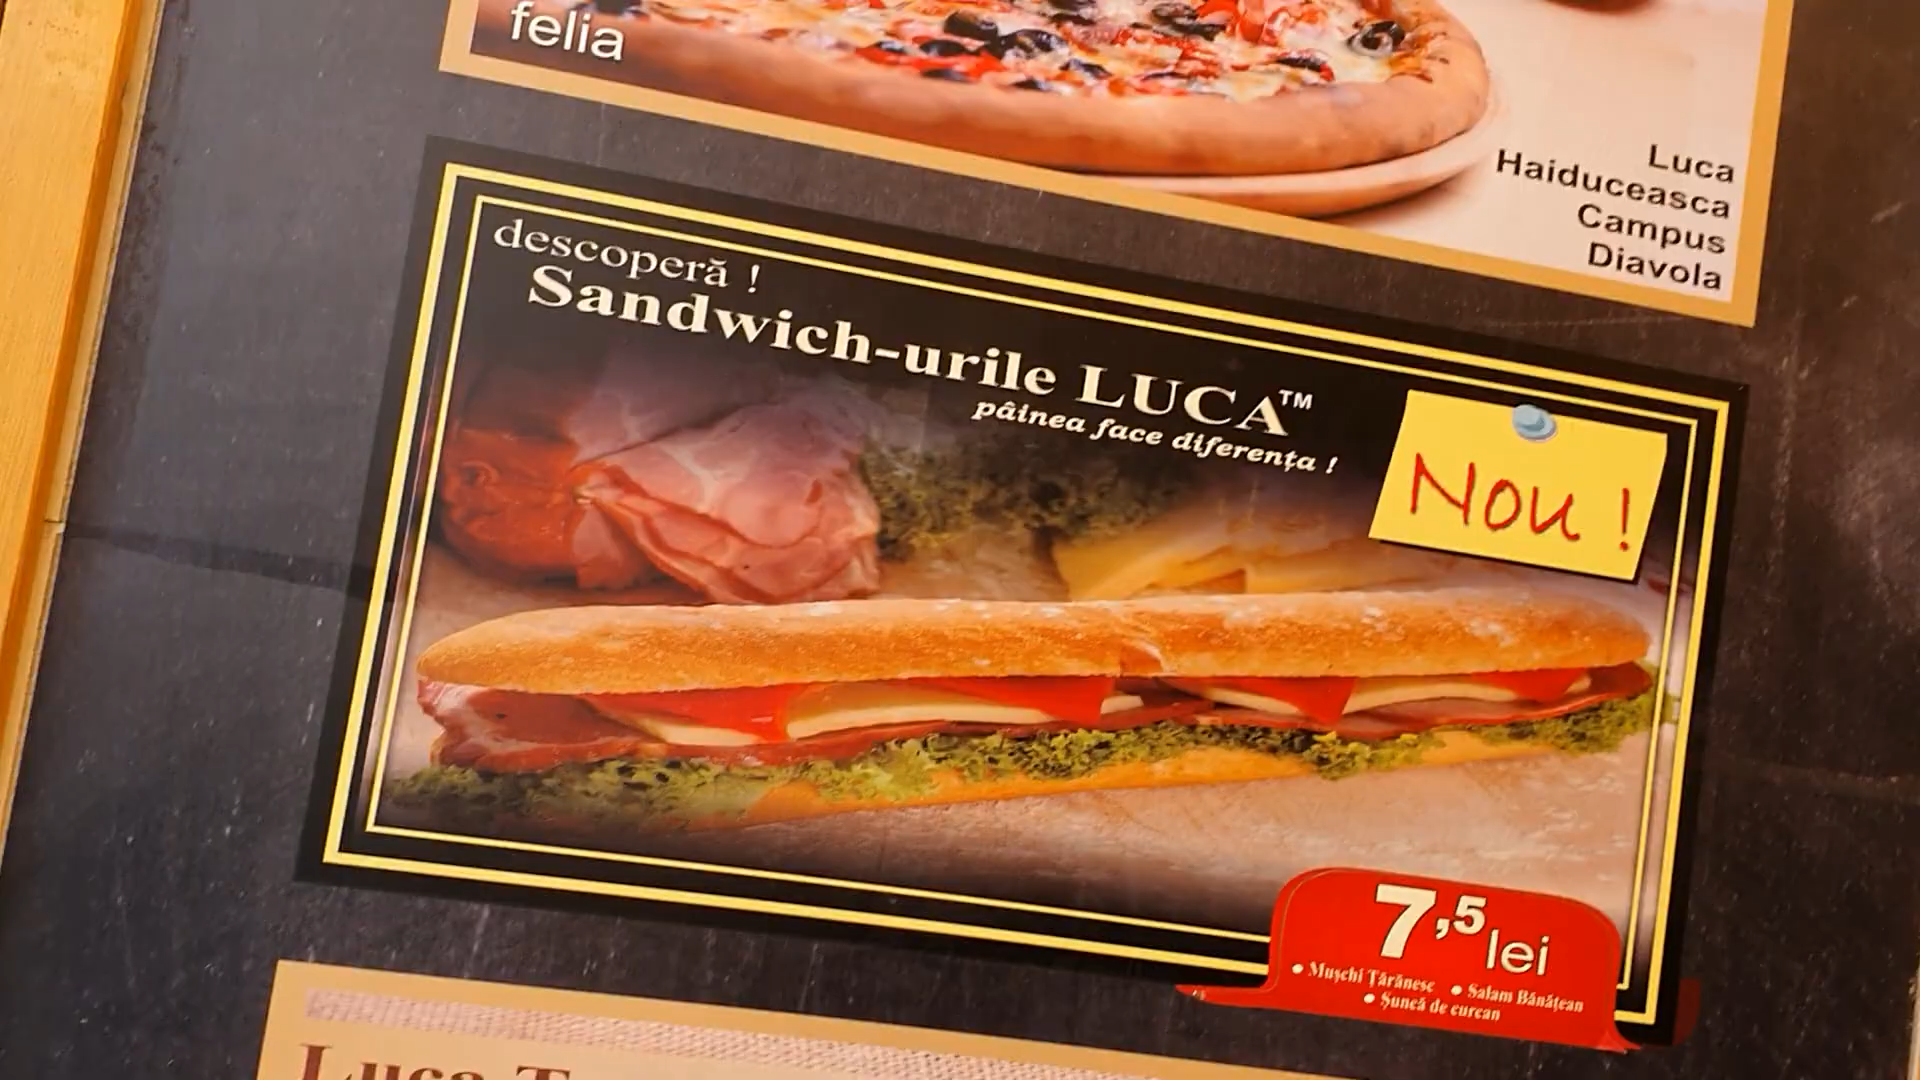 felia
Luca
Haiduceasca
Campus
Diavola
descoperă !
Sandwich-urile LUCA™
pâinea face diferența !
Nou !
7,5 lei
• Mușchi Țărănesc • Salam Bănățean
• Șuncă de curcan